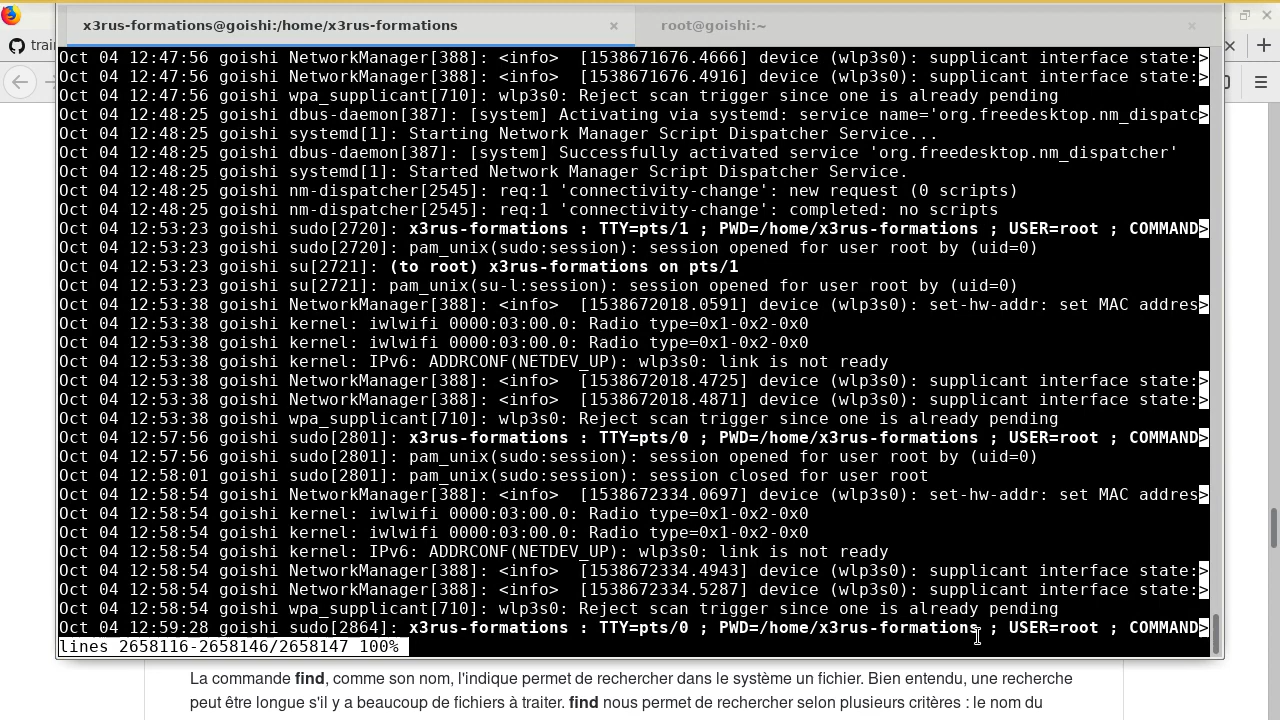 x3rus-formations@goishi:/home/x3rus-formations × root@goishi:~ ×
trai
Oct 04 12:47:56 goishi NetworkManager[388]: <info>  [1538671676.4666] device (wlp3s0): supplicant interface state:>
Oct 04 12:47:56 goishi NetworkManager[388]: <info>  [1538671676.4916] device (wlp3s0): supplicant interface state:>
Oct 04 12:47:56 goishi wpa_supplicant[710]: wlp3s0: Reject scan trigger since one is already pending
Oct 04 12:48:25 goishi dbus-daemon[387]: [system] Activating via systemd: service name='org.freedesktop.nm_dispatc>
Oct 04 12:48:25 goishi systemd[1]: Starting Network Manager Script Dispatcher Service...
Oct 04 12:48:25 goishi dbus-daemon[387]: [system] Successfully activated service 'org.freedesktop.nm_dispatcher'
Oct 04 12:48:25 goishi systemd[1]: Started Network Manager Script Dispatcher Service.
Oct 04 12:48:25 goishi nm-dispatcher[2545]: req:1 'connectivity-change': new request (0 scripts)
Oct 04 12:48:25 goishi nm-dispatcher[2545]: req:1 'connectivity-change': completed: no scripts
Oct 04 12:53:23 goishi sudo[2720]: x3rus-formations : TTY=pts/1 ; PWD=/home/x3rus-formations ; USER=root ; COMMAND>
Oct 04 12:53:23 goishi sudo[2720]: pam_unix(sudo:session): session opened for user root by (uid=0)
Oct 04 12:53:23 goishi su[2721]: (to root) x3rus-formations on pts/1
Oct 04 12:53:23 goishi su[2721]: pam_unix(su-l:session): session opened for user root by (uid=0)
Oct 04 12:53:38 goishi NetworkManager[388]: <info>  [1538672018.0591] device (wlp3s0): set-hw-addr: set MAC addres>
Oct 04 12:53:38 goishi kernel: iwlwifi 0000:03:00.0: Radio type=0x1-0x2-0x0
Oct 04 12:53:38 goishi kernel: iwlwifi 0000:03:00.0: Radio type=0x1-0x2-0x0
Oct 04 12:53:38 goishi kernel: IPv6: ADDRCONF(NETDEV_UP): wlp3s0: link is not ready
Oct 04 12:53:38 goishi NetworkManager[388]: <info>  [1538672018.4725] device (wlp3s0): supplicant interface state:>
Oct 04 12:53:38 goishi NetworkManager[388]: <info>  [1538672018.4871] device (wlp3s0): supplicant interface state:>
Oct 04 12:53:38 goishi wpa_supplicant[710]: wlp3s0: Reject scan trigger since one is already pending
Oct 04 12:57:56 goishi sudo[2801]: x3rus-formations : TTY=pts/0 ; PWD=/home/x3rus-formations ; USER=root ; COMMAND>
Oct 04 12:57:56 goishi sudo[2801]: pam_unix(sudo:session): session opened for user root by (uid=0)
Oct 04 12:58:01 goishi sudo[2801]: pam_unix(sudo:session): session closed for user root
Oct 04 12:58:54 goishi NetworkManager[388]: <info>  [1538672334.0697] device (wlp3s0): set-hw-addr: set MAC addres>
Oct 04 12:58:54 goishi kernel: iwlwifi 0000:03:00.0: Radio type=0x1-0x2-0x0
Oct 04 12:58:54 goishi kernel: iwlwifi 0000:03:00.0: Radio type=0x1-0x2-0x0
Oct 04 12:58:54 goishi kernel: IPv6: ADDRCONF(NETDEV_UP): wlp3s0: link is not ready
Oct 04 12:58:54 goishi NetworkManager[388]: <info>  [1538672334.4943] device (wlp3s0): supplicant interface state:>
Oct 04 12:58:54 goishi NetworkManager[388]: <info>  [1538672334.5287] device (wlp3s0): supplicant interface state:>
Oct 04 12:58:54 goishi wpa_supplicant[710]: wlp3s0: Reject scan trigger since one is already pending
Oct 04 12:59:28 goishi sudo[2864]: x3rus-formations : TTY=pts/0 ; PWD=/home/x3rus-formations ; USER=root ; COMMAND>
lines 2658116-2658146/2658147 100%
La commande find, comme son nom, l'indique permet de rechercher dans le système un fichier. Bien entendu, une recherche
peut être longue s'il y a beaucoup de fichiers à traiter. find nous permet de rechercher selon plusieurs critères : le nom du